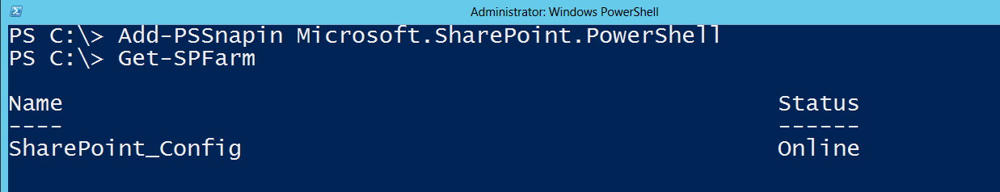 Administrator: Windows PowerShell
PS C:\> Add-PSSnapin Microsoft.SharePoint.PowerShell
PS C:\> Get-SPFarm
Name Status
---- ------
SharePoint_Config Online